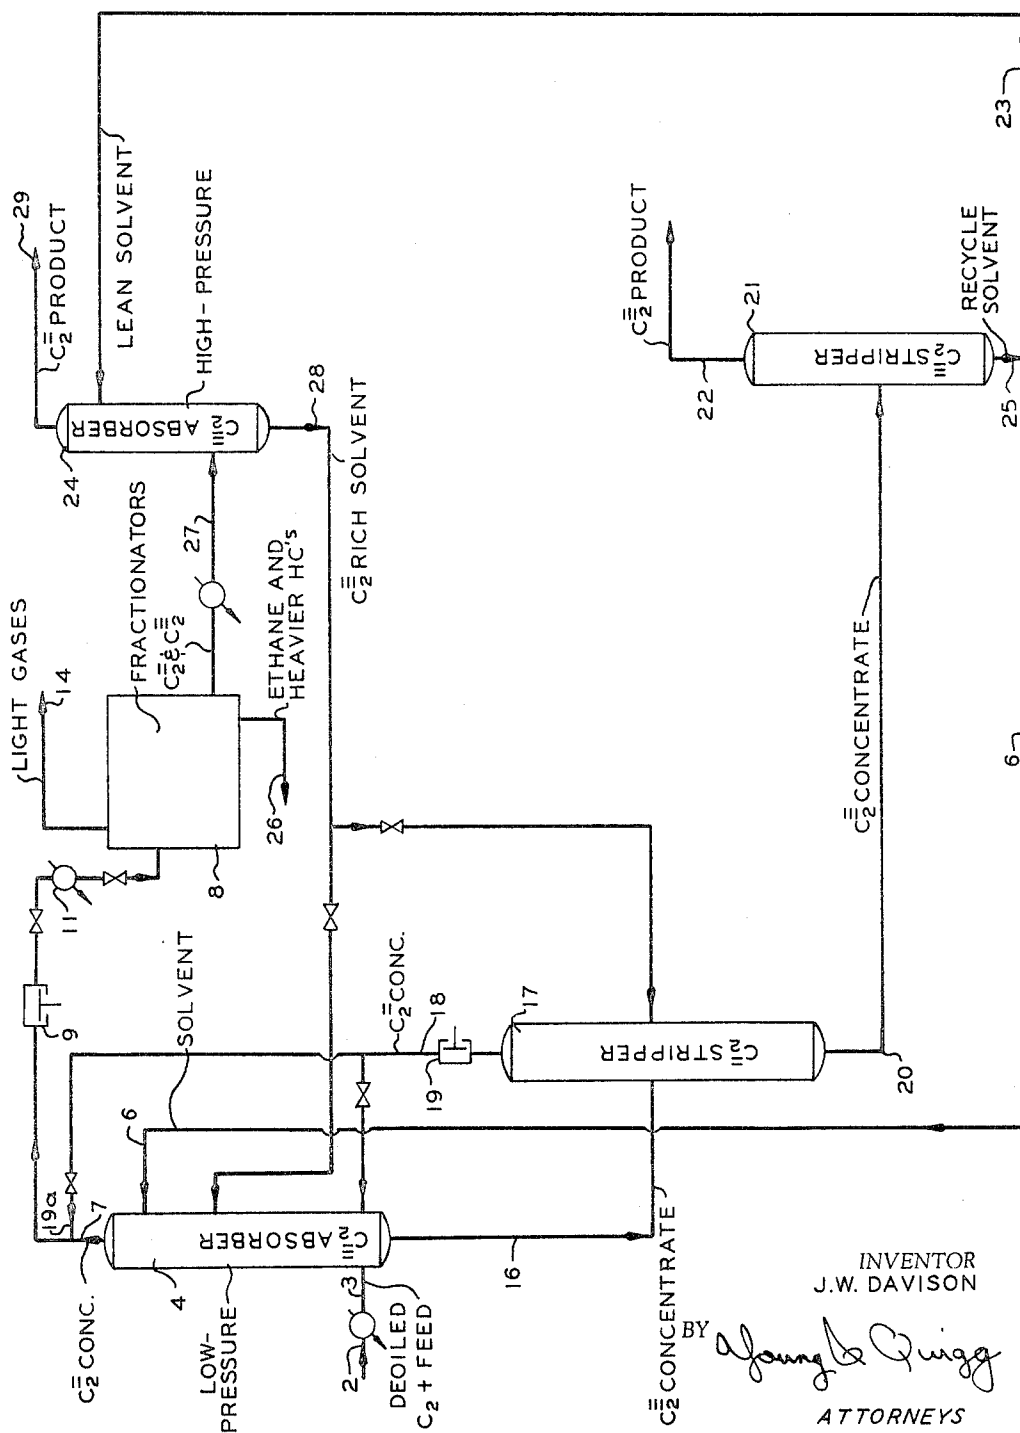 LIGHT GASES
14
29
C₂⁼ PRODUCT
LEAN SOLVENT
HIGH-PRESSURE
24
C₂≡ ABSORBER
FRACTIONATORS
C₂⁼ & C₂≡
27
28
C₂≡ RICH SOLVENT
ETHANE AND
HEAVIER HC's
26
8
11
9
SOLVENT
6
19a
7
C₂⁼ CONC.
4
C₂≡ ABSORBER
LOW-
PRESSURE
2
3
DEOILED
C₂ + FEED
16
C₂≡ CONCENTRATE
C₂⁼ CONC.
18
19
17
C₂⁼ STRIPPER
20
C₂≡ CONCENTRATE
C₂≡ PRODUCT
22
21
C₂≡ STRIPPER
RECYCLE
SOLVENT
25
23
6
INVENTOR
J.W. DAVISON
BY Young & Quigg
ATTORNEYS